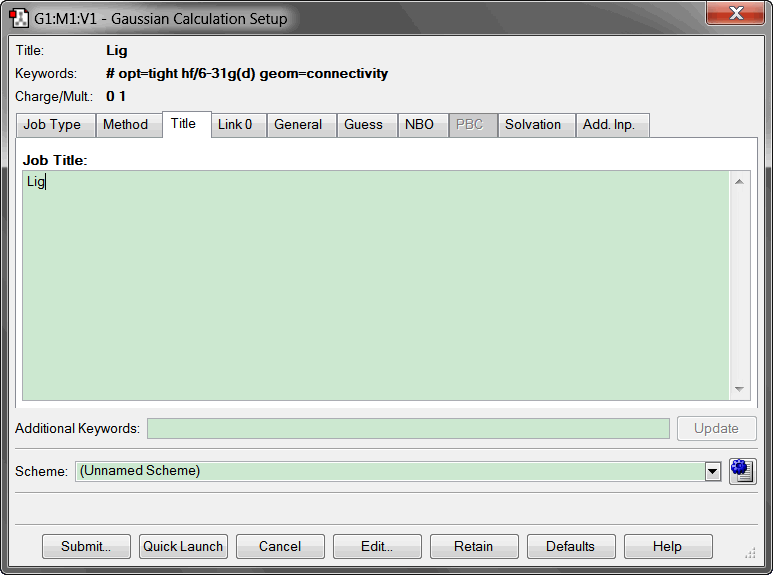 G1:M1:V1 - Gaussian Calculation Setup
Title: Lig
Keywords: # opt=tight hf/6-31g(d) geom=connectivity
Charge/Mult.: 0 1
Job Type Method Title Link 0 General Guess NBO PBC Solvation Add. Inp.
Job Title:
Lig
Additional Keywords: Update
Scheme: (Unnamed Scheme)
Submit... Quick Launch Cancel Edit... Retain Defaults Help